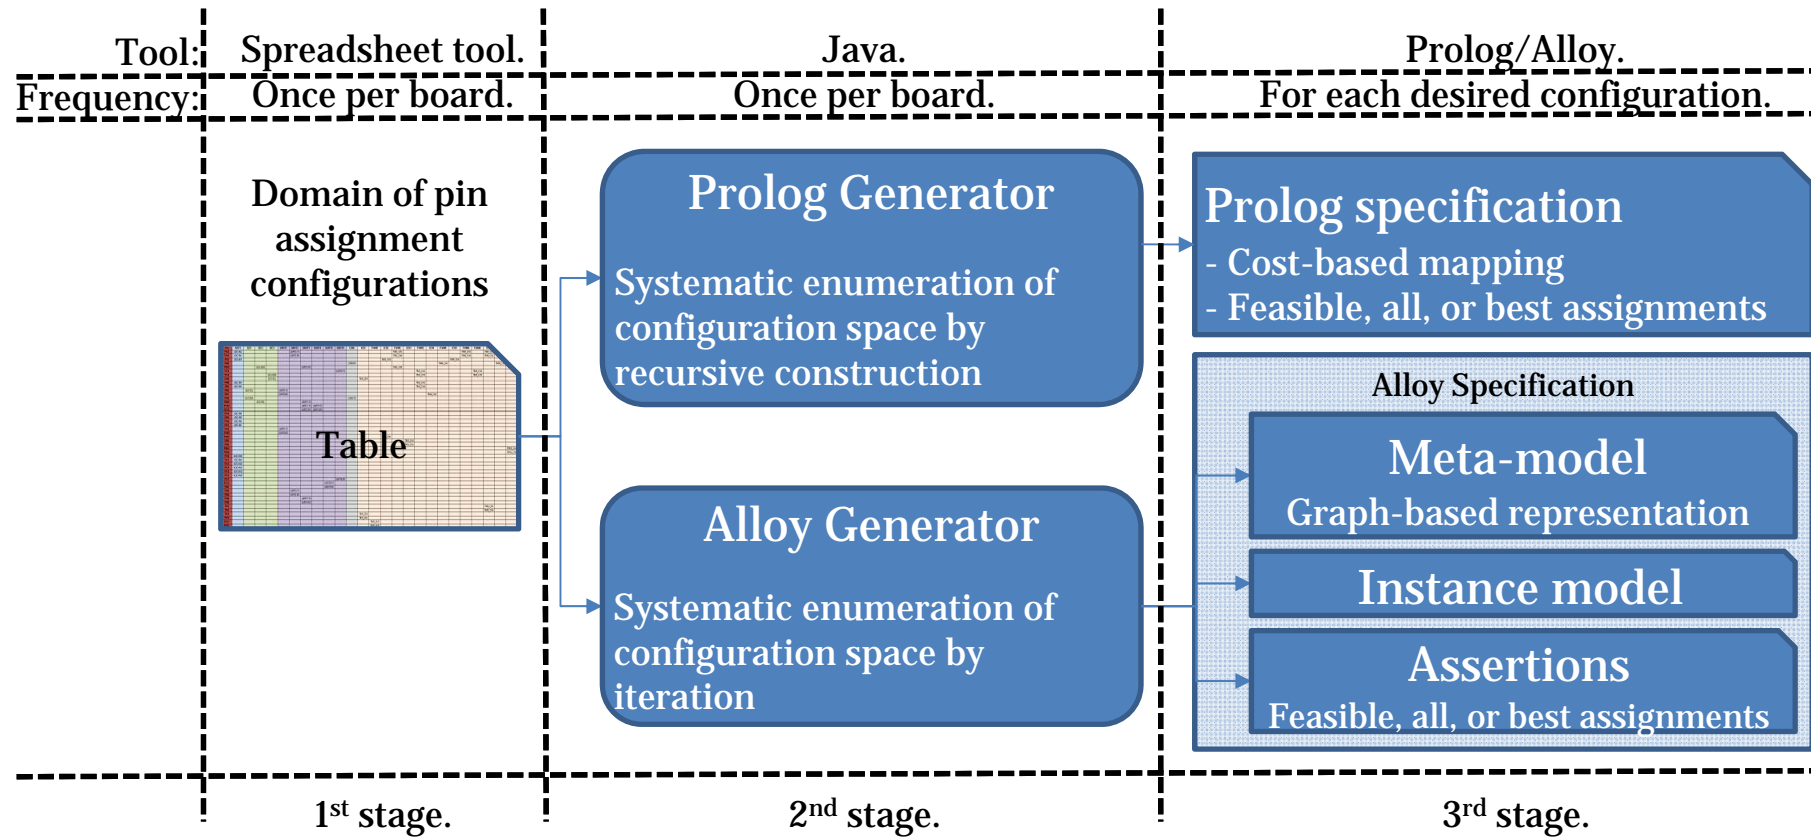 Tool: Spreadsheet tool. Java. Prolog/Alloy.
Frequency: Once per board. Once per board. For each desired configuration.
Domain of pin
assignment
configurations
Table
Prolog Generator
Systematic enumeration of
configuration space by
recursive construction
Alloy Generator
Systematic enumeration of
configuration space by
iteration
Prolog specification
- Cost-based mapping
- Feasible, all, or best assignments
Alloy Specification
Meta-model
Graph-based representation
Instance model
Assertions
Feasible, all, or best assignments
1st stage. 2nd stage. 3rd stage.